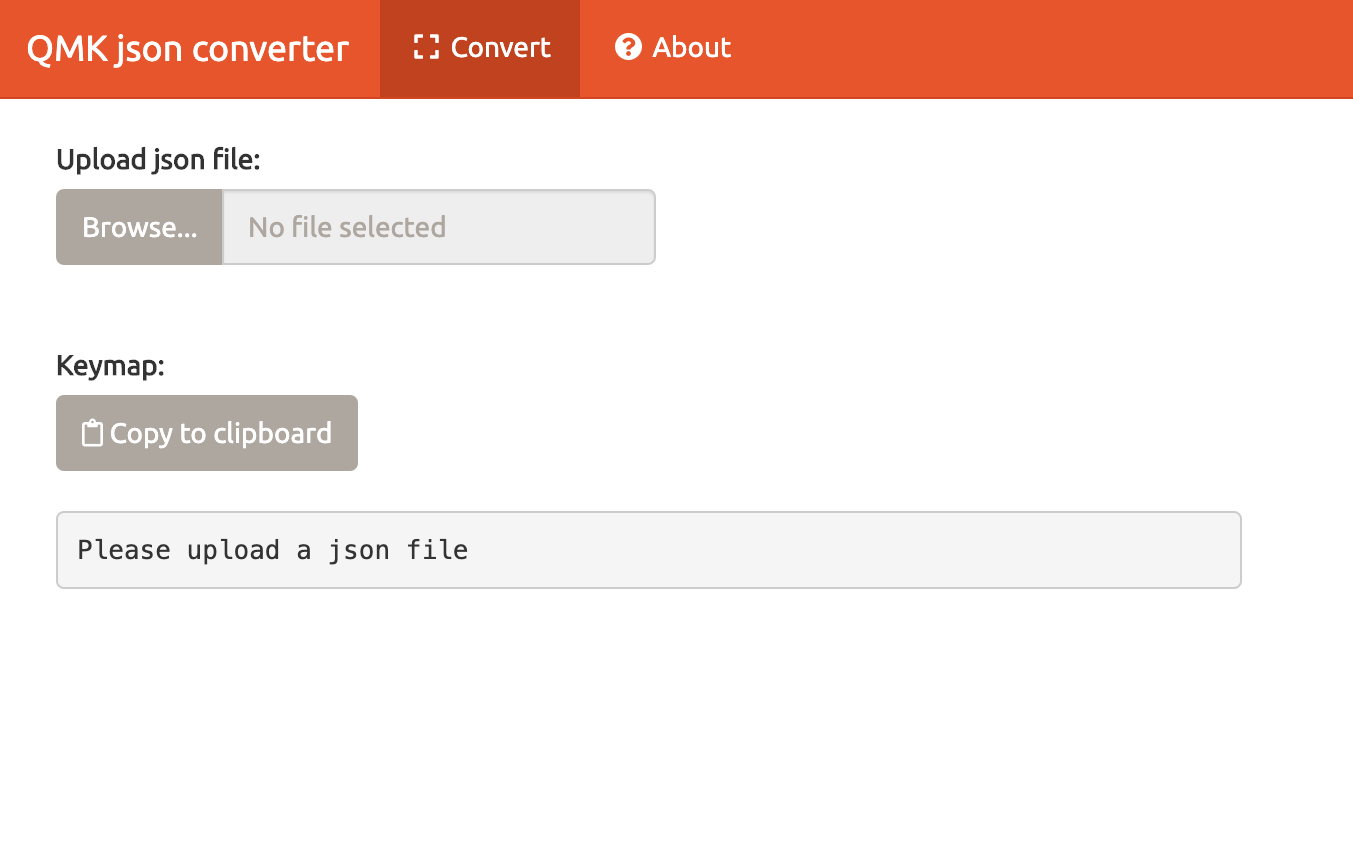 QMK json converter Convert About
Upload json file:
Browse... No file selected
Keymap:
Copy to clipboard
Please upload a json file